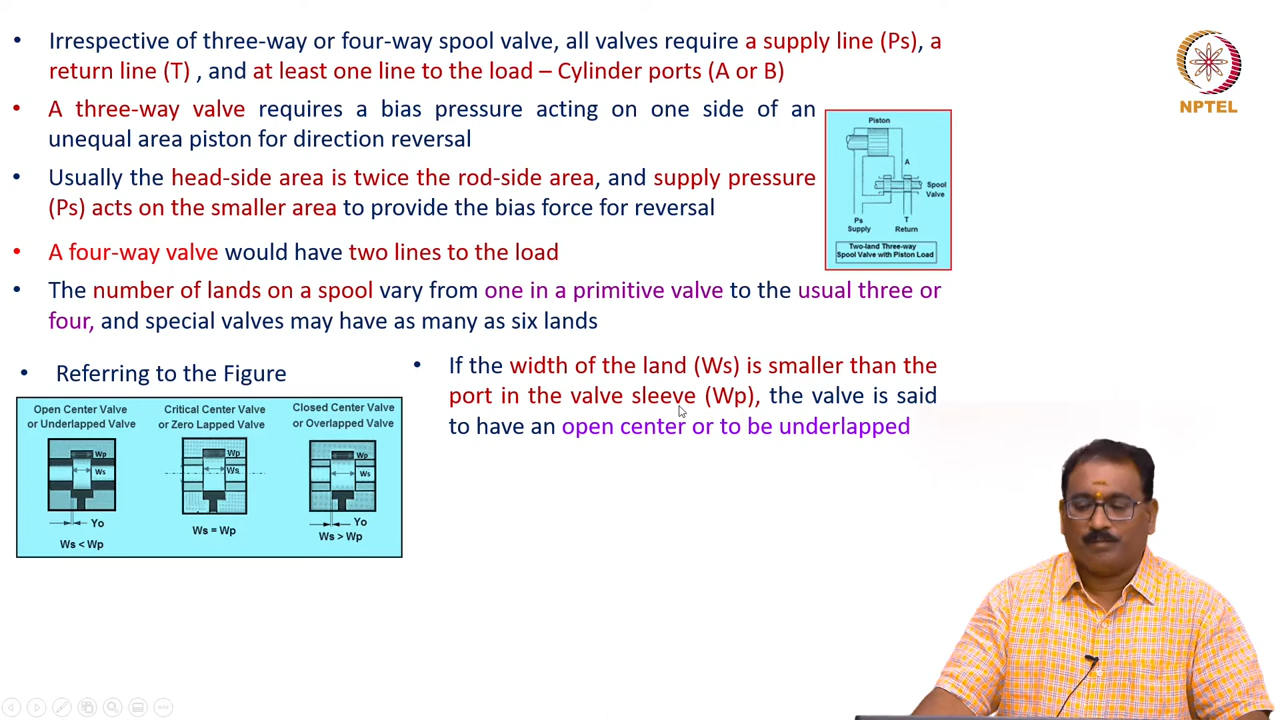 • Irrespective of three-way or four-way spool valve, all valves require a supply line (Ps), a
return line (T) , and at least one line to the load – Cylinder ports (A or B)
• A three-way valve requires a bias pressure acting on one side of an
unequal area piston for direction reversal
• Usually the head-side area is twice the rod-side area, and supply pressure
(Ps) acts on the smaller area to provide the bias force for reversal
• A four-way valve would have two lines to the load
• The number of lands on a spool vary from one in a primitive valve to the usual three or
four, and special valves may have as many as six lands
NPTEL
Piston
A
Spool
Valve
Ps
Supply
T
Return
Two-land Three-way
Spool Valve with Piston Load
• Referring to the Figure
Open Center Valve
or Underlapped Valve
Wp
Ws
Yo
Ws < Wp
Critical Center Valve
or Zero Lapped Valve
Wp
Ws
Ws = Wp
Closed Center Valve
or Overlapped Valve
Wp
Ws
Yo
Ws > Wp
• If the width of the land (Ws) is smaller than the
port in the valve sleeve (Wp), the valve is said
to have an open center or to be underlapped